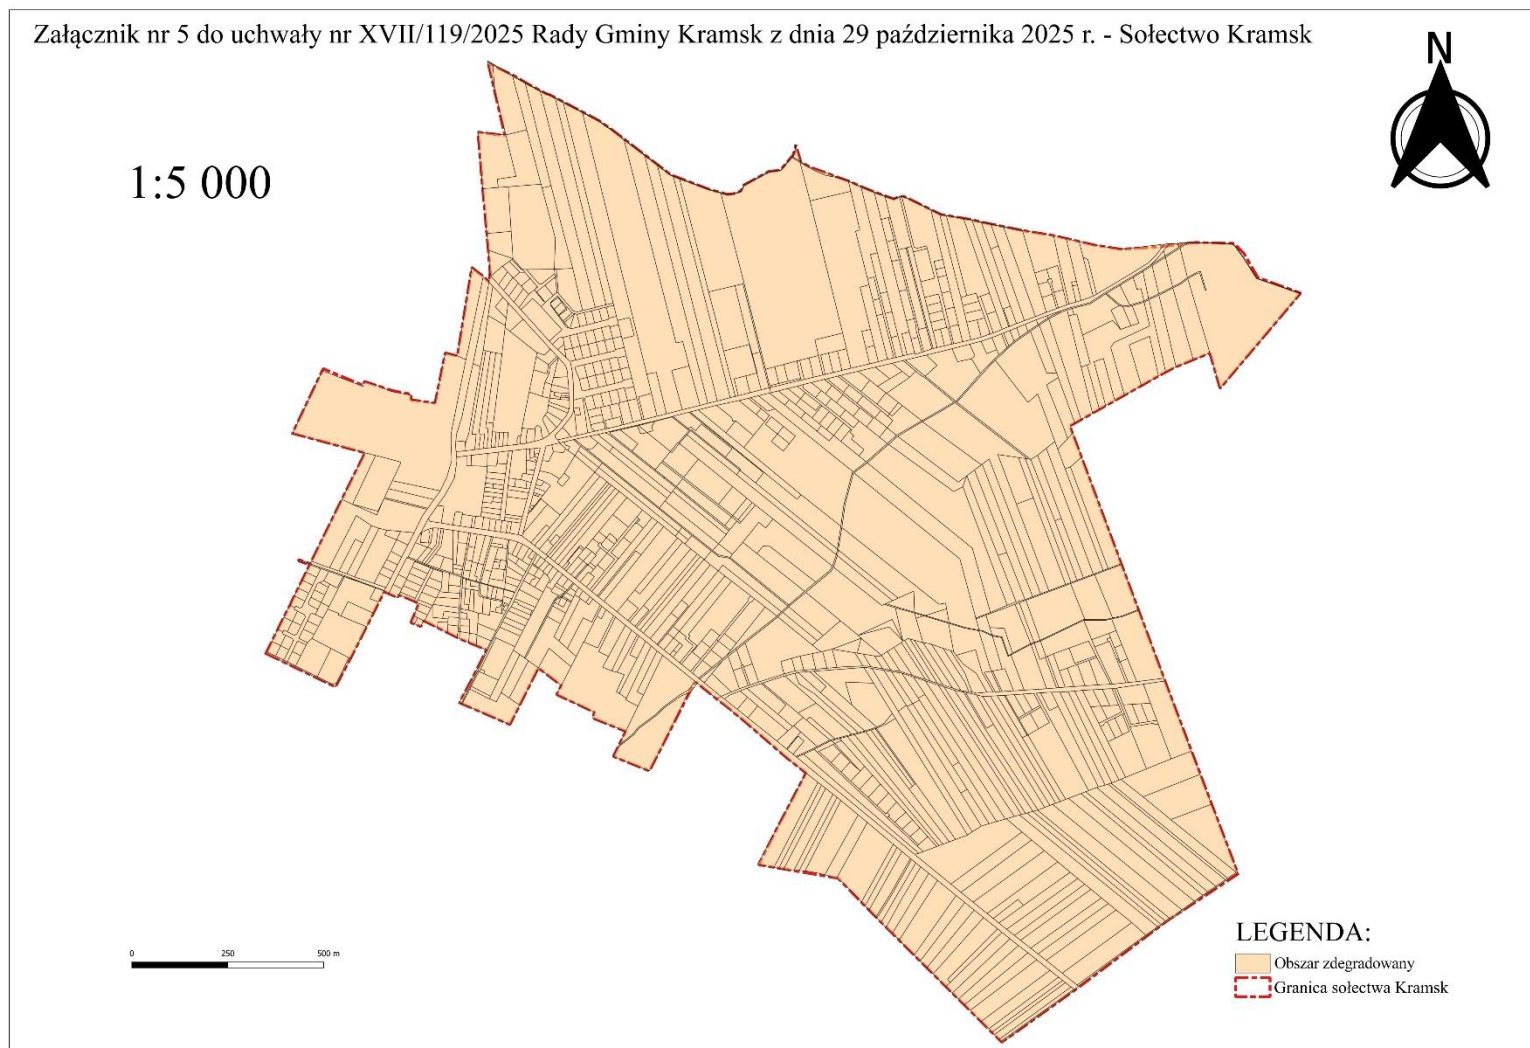 Załącznik nr 5 do uchwały nr XVII/119/2025 Rady Gminy Kramsk z dnia 29 października 2025 r. - Sołectwo Kramsk
N
1:5 000
0 250 500 m
LEGENDA:
Obszar zdegradowany
Granica sołectwa Kramsk